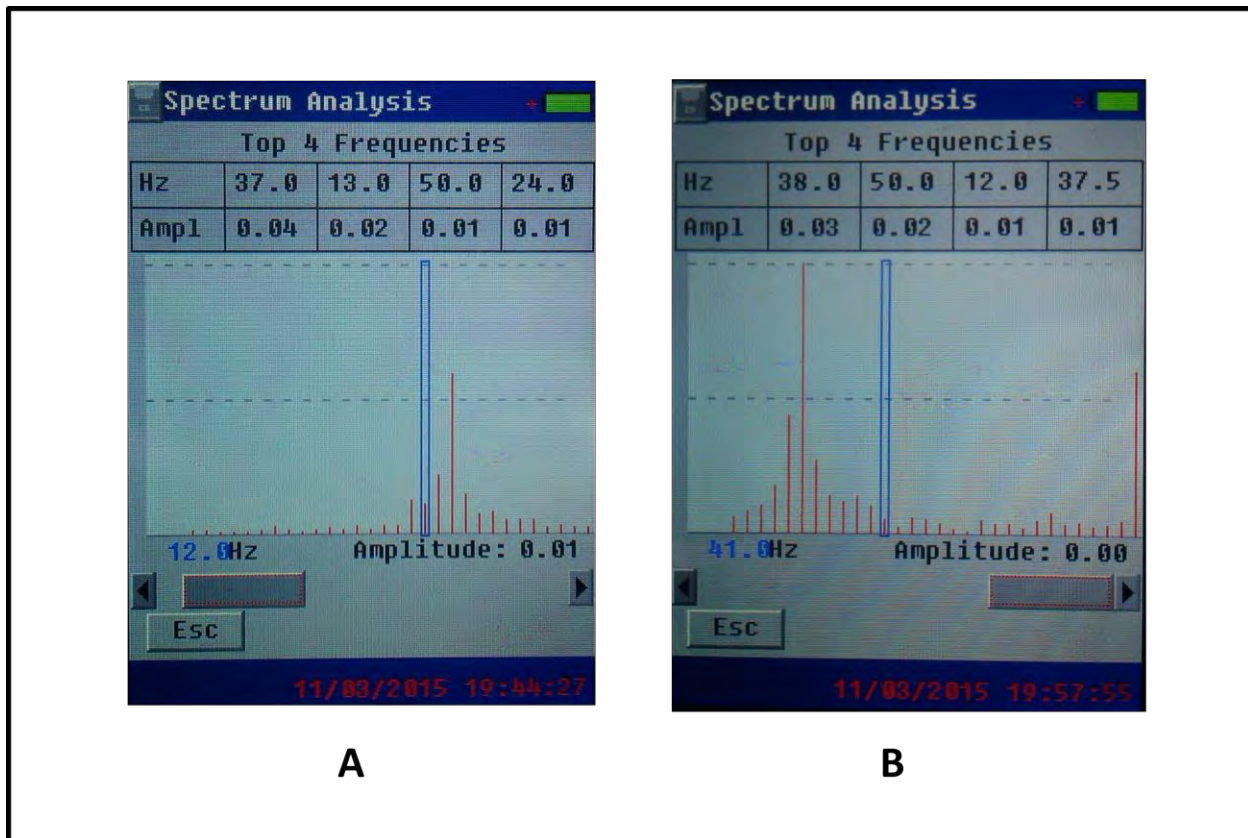 Spectrum Analysis
Top 4 Frequencies
Hz 37.0 13.0 50.0 24.0
Ampl 0.04 0.02 0.01 0.01
12.0Hz Amplitude: 0.01
Esc
11/03/2015 19:44:27
A
Spectrum Analysis
Top 4 Frequencies
Hz 38.0 50.0 12.0 37.5
Ampl 0.03 0.02 0.01 0.01
41.0Hz Amplitude: 0.00
Esc
11/03/2015 19:57:55
B